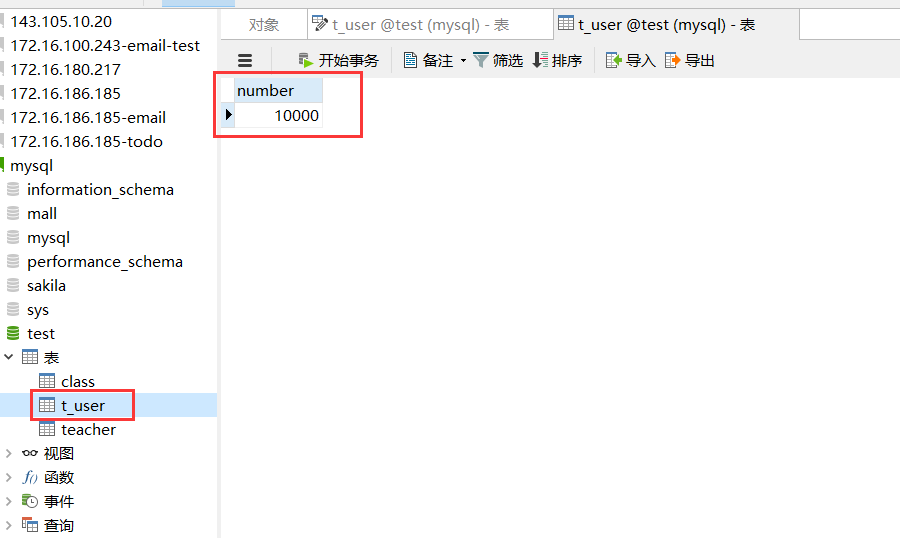 143.105.10.20
172.16.100.243-email-test
172.16.180.217
172.16.186.185
172.16.186.185-email
172.16.186.185-todo
mysql
information_schema
mall
mysql
performance_schema
sakila
sys
test
表
class
t_user
teacher
视图
函数
事件
查询
对象 t_user @test (mysql) - 表 t_user @test (mysql) - 表
开始事务 备注 筛选 排序 导入 导出
number
10000